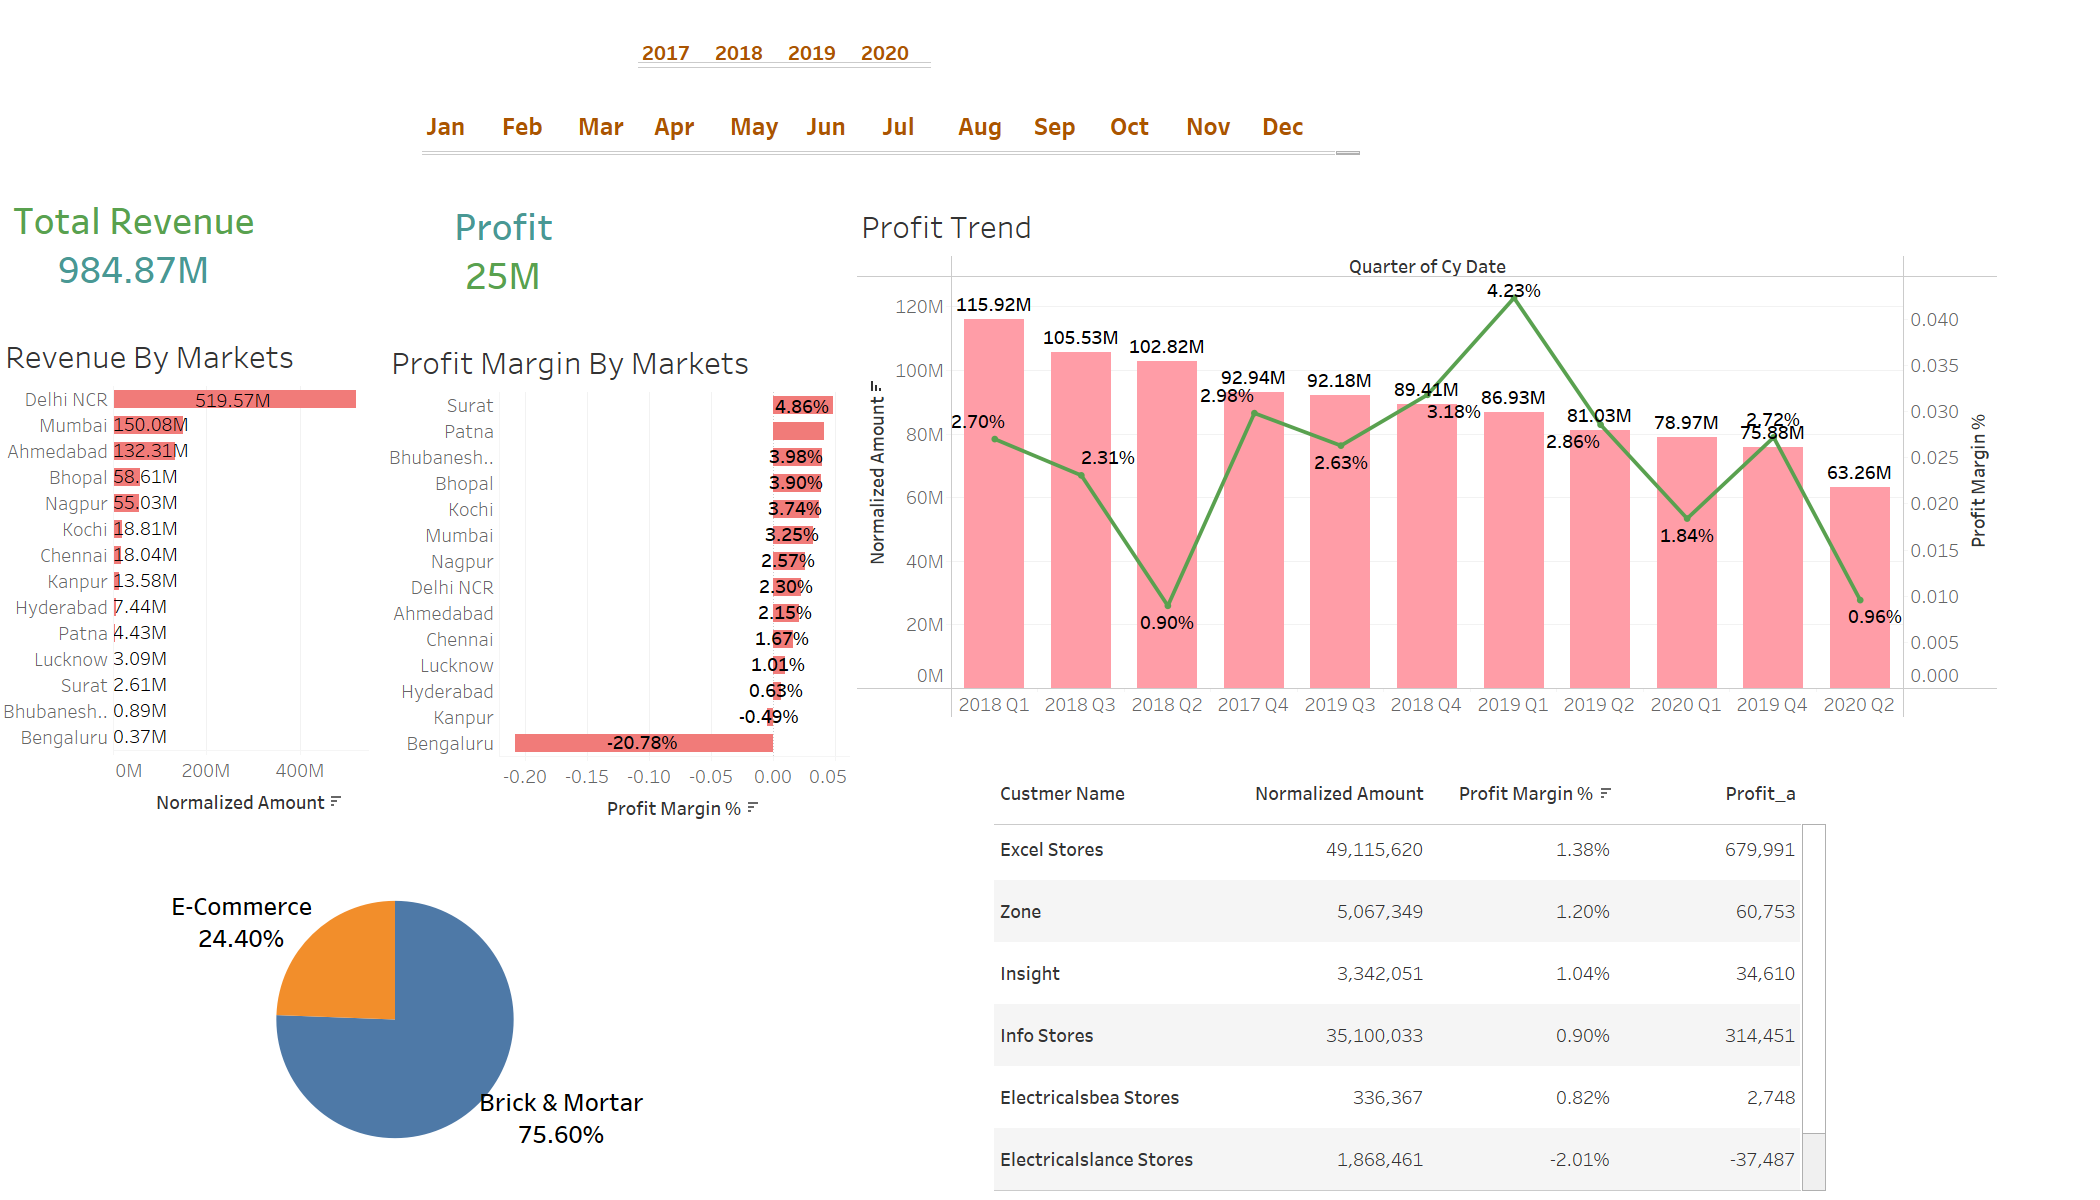 2017 2018 2019 2020
Jan Feb Mar Apr May Jun Jul Aug Sep Oct Nov Dec
Total Revenue
984.87M
Profit
25M
Revenue By Markets
Delhi NCR 519.57M
Mumbai 150.08M
Ahmedabad 132.31M
Bhopal 58.61M
Nagpur 55.03M
Kochi 18.81M
Chennai 18.04M
Kanpur 13.58M
Hyderabad 7.44M
Patna 4.43M
Lucknow 3.09M
Surat 2.61M
Bhubanesh.. 0.89M
Bengaluru 0.37M
0M 200M 400M
Normalized Amount
Profit Margin By Markets
Surat 4.86%
Patna
Bhubanesh.. 3.98%
Bhopal 3.90%
Kochi 3.74%
Mumbai 3.25%
Nagpur 2.57%
Delhi NCR 2.30%
Ahmedabad 2.15%
Chennai 1.67%
Lucknow 1.01%
Hyderabad 0.63%
Kanpur -0.49%
Bengaluru -20.78%
-0.20 -0.15 -0.10 -0.05 0.00 0.05
Profit Margin %
Profit Trend
Quarter of Cy Date
Normalized Amount
120M
100M
80M
60M
40M
20M
0M
115.92M 105.53M 102.82M 92.94M 92.18M 89.41M 86.93M 81.03M 78.97M 75.88M 63.26M
2.70% 2.31% 0.90% 2.98% 2.63% 3.18% 4.23% 2.86% 1.84% 2.72% 0.96%
0.040
0.035
0.030
0.025
0.020
0.015
0.010
0.005
0.000
Profit Margin %
2018 Q1 2018 Q3 2018 Q2 2017 Q4 2019 Q3 2018 Q4 2019 Q1 2019 Q2 2020 Q1 2019 Q4 2020 Q2
Custmer Name Normalized Amount Profit Margin % Profit_a
Excel Stores 49,115,620 1.38% 679,991
Zone 5,067,349 1.20% 60,753
Insight 3,342,051 1.04% 34,610
Info Stores 35,100,033 0.90% 314,451
Electricalsbea Stores 336,367 0.82% 2,748
Electricalslance Stores 1,868,461 -2.01% -37,487
E-Commerce
24.40%
Brick & Mortar
75.60%